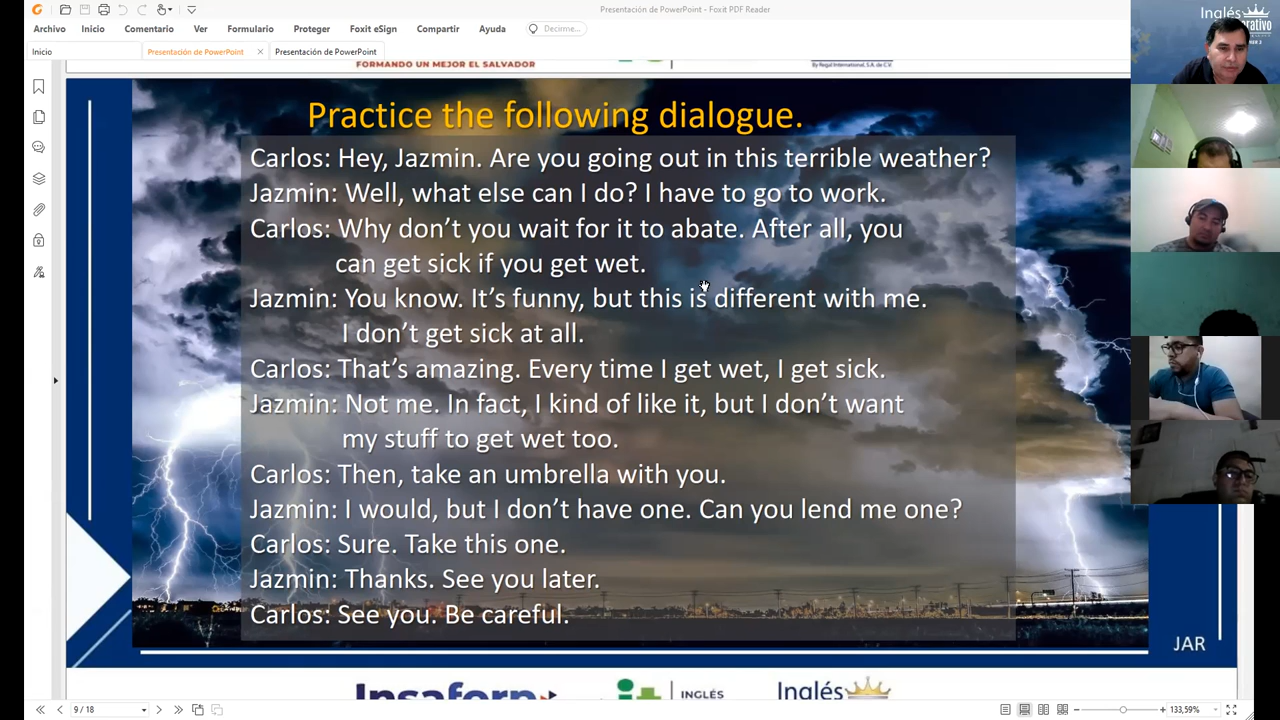 Presentación de PowerPoint - Foxit PDF Reader
Archivo Inicio Comentario Ver Formulario Proteger Foxit eSign Compartir Ayuda Decirme...
Inicio Presentación de PowerPoint × Presentación de PowerPoint
FORMANDO UN MEJOR EL SALVADOR
By Regal International, S.A. de C.V.
Inglés
Practice the following dialogue.
Carlos: Hey, Jazmin. Are you going out in this terrible weather?
Jazmin: Well, what else can I do? I have to go to work.
Carlos: Why don’t you wait for it to abate. After all, you
can get sick if you get wet.
Jazmin: You know. It’s funny, but this is different with me.
I don’t get sick at all.
Carlos: That’s amazing. Every time I get wet, I get sick.
Jazmin: Not me. In fact, I kind of like it, but I don’t want
my stuff to get wet too.
Carlos: Then, take an umbrella with you.
Jazmin: I would, but I don’t have one. Can you lend me one?
Carlos: Sure. Take this one.
Jazmin: Thanks. See you later.
Carlos: See you. Be careful.
JAR
Insaforp INGLÉS Inglés
9 / 18 133,59%